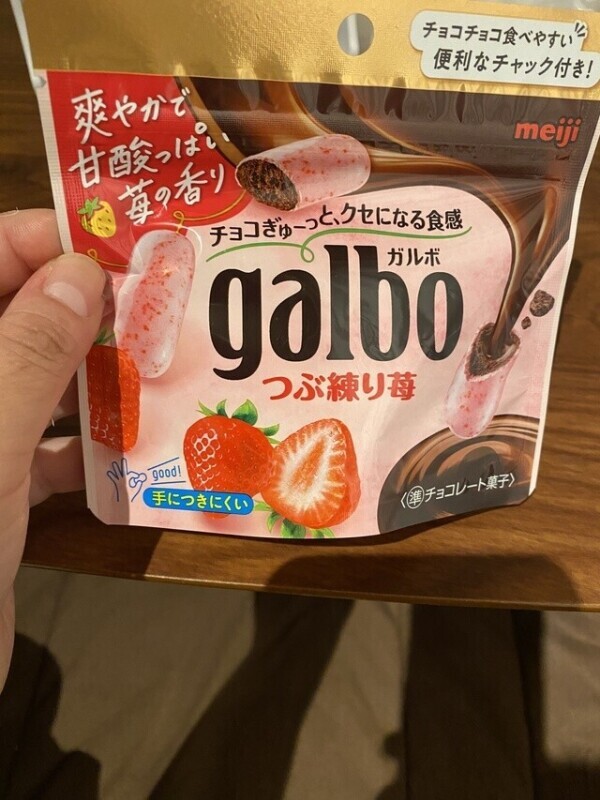 チョコチョコ食べやすい
便利なチャック付き!
meiji
爽やかで
甘酸っぱい
苺の香り
チョコぎゅーっと、クセになる食感
ガルボ
galbo
つぶ練り苺
good!
手につきにくい
〈準チョコレート菓子〉